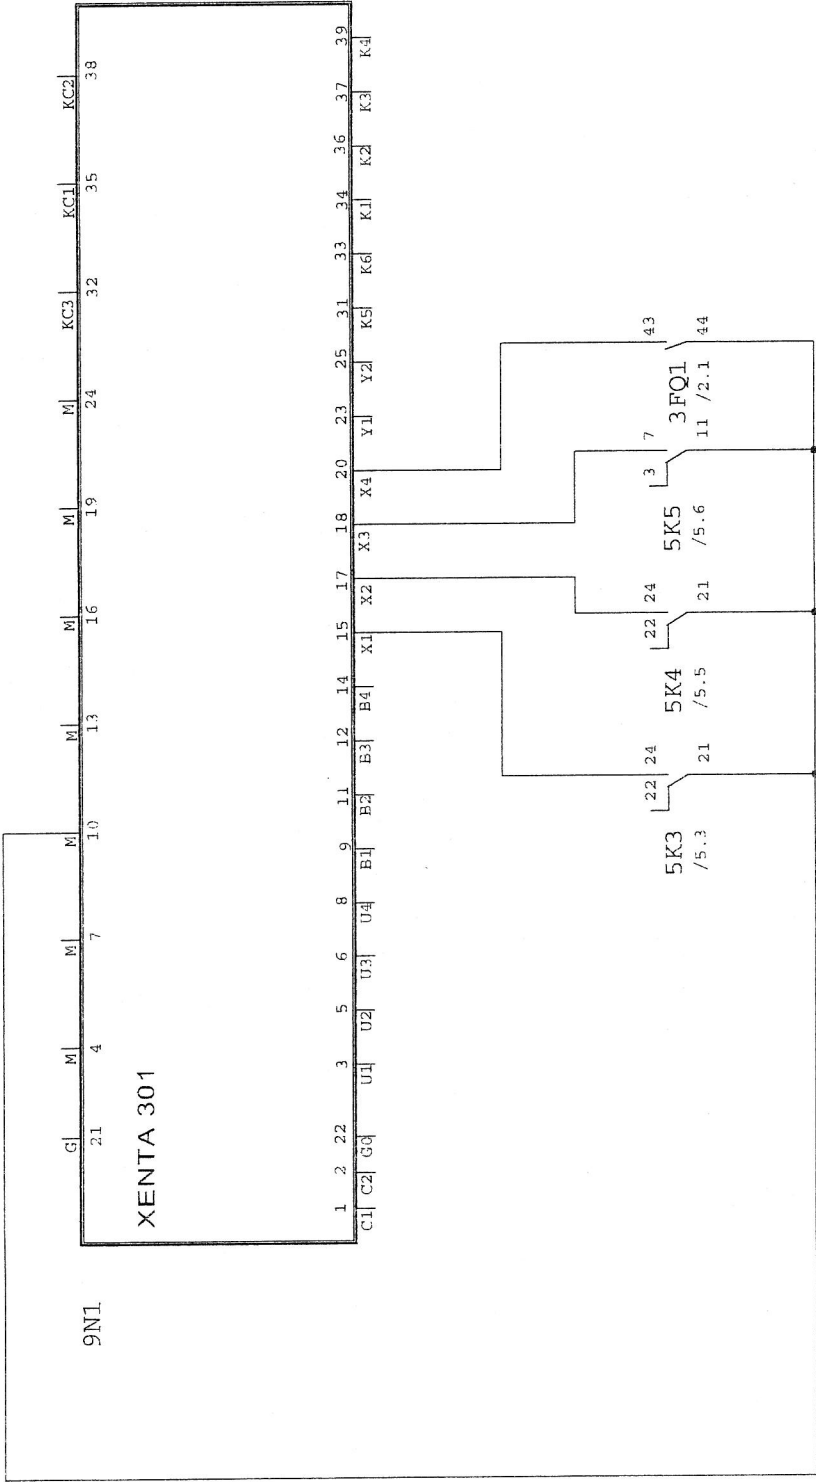 9N1
XENTA 301
G M M M M M M M KC3 KC1 KC2
21 4 7 10 13 16 19 24 32 35 38
1 2 22 3 5 6 8 9 11 12 14 15 17 18 20 23 25 31 33 34 36 37 39
C1 C2 G0 U1 U2 U3 U4 B1 B2 B3 B4 X1 X2 X3 X4 Y1 Y2 K5 K6 K1 K2 K3 K4
22 24 22 24 3 7 43
5K3 5K4 5K5 3FQ1
/5.3 /5.5 /5.6 /2.1
21 21 11 44